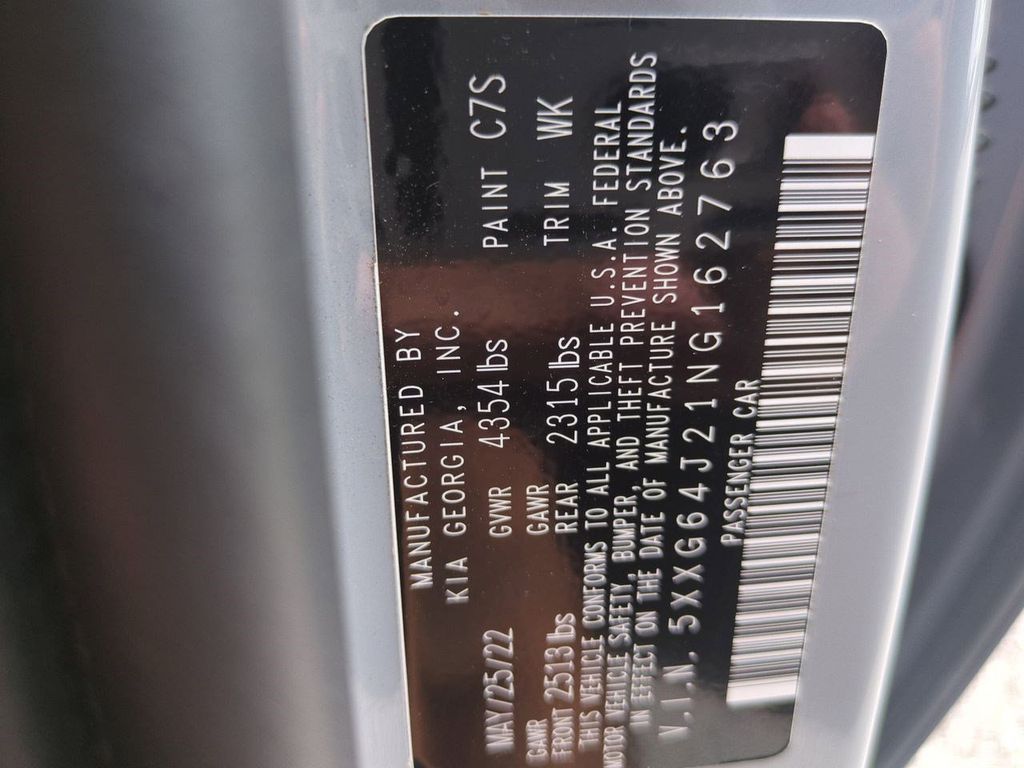 MANUFACTURED BY
KIA GEORGIA, INC.
MAY/25/22 GVWR 4354 lbs PAINT C7S
GAWR GAWR
FRONT 2513 lbs REAR 2315 lbs TRIM WK
THIS VEHICLE CONFORMS TO ALL APPLICABLE U.S.A. FEDERAL
MOTOR VEHICLE SAFETY, BUMPER, AND THEFT PREVENTION STANDARDS
IN EFFECT ON THE DATE OF MANUFACTURE SHOWN ABOVE.
V.I.N. 5XXG64J21NG162763
PASSENGER CAR